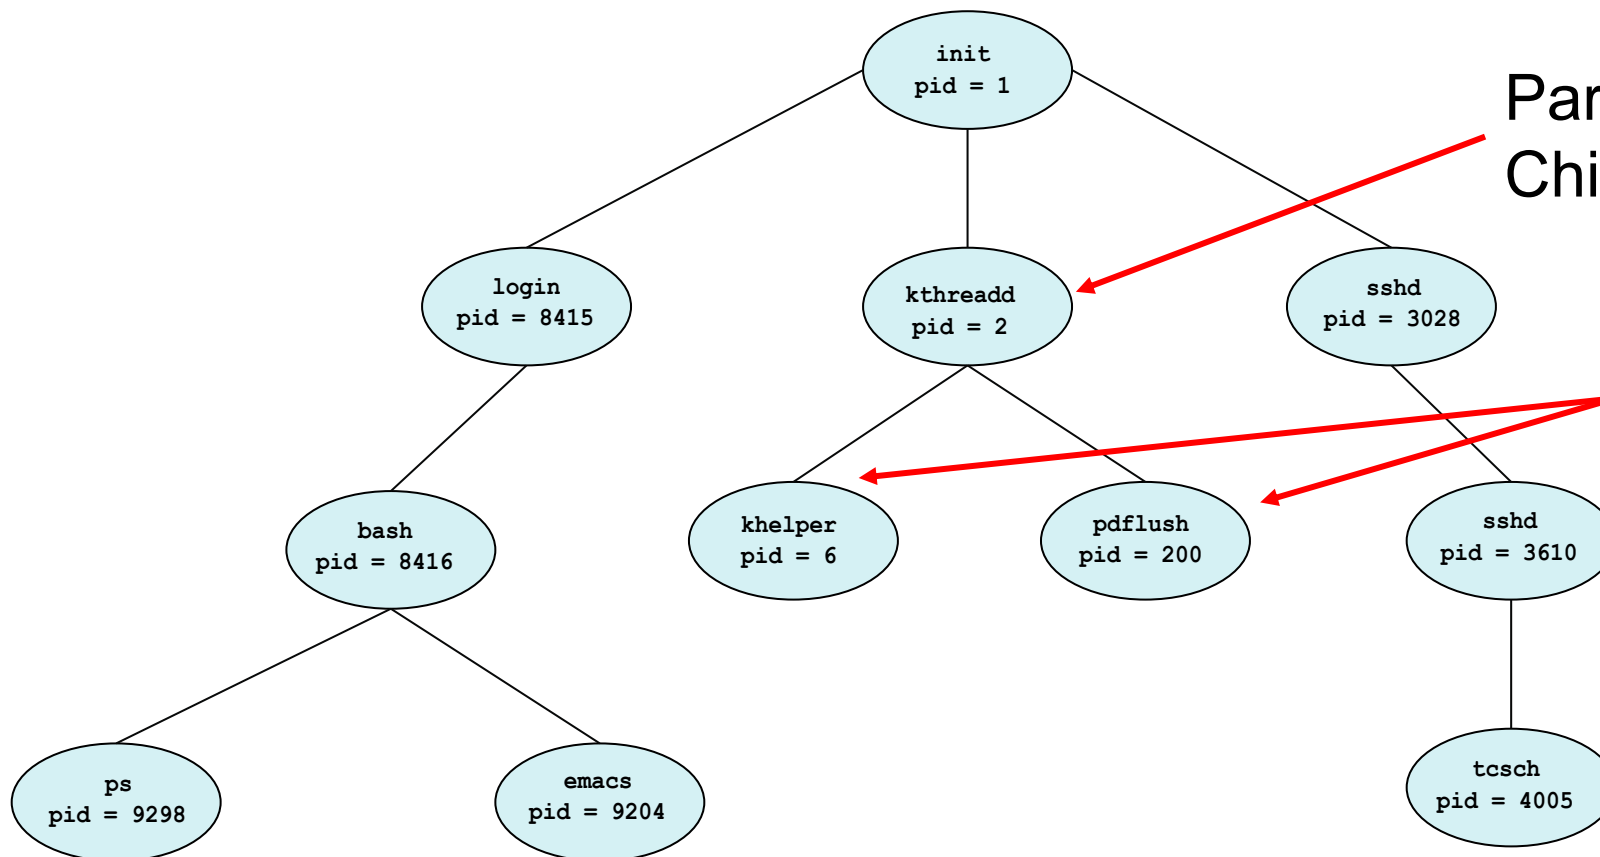 init
pid = 1
Par
Chi
login
pid = 8415
kthreadd
pid = 2
sshd
pid = 3028
bash
pid = 8416
khelper
pid = 6
pdflush
pid = 200
sshd
pid = 3610
ps
pid = 9298
emacs
pid = 9204
tcsch
pid = 4005